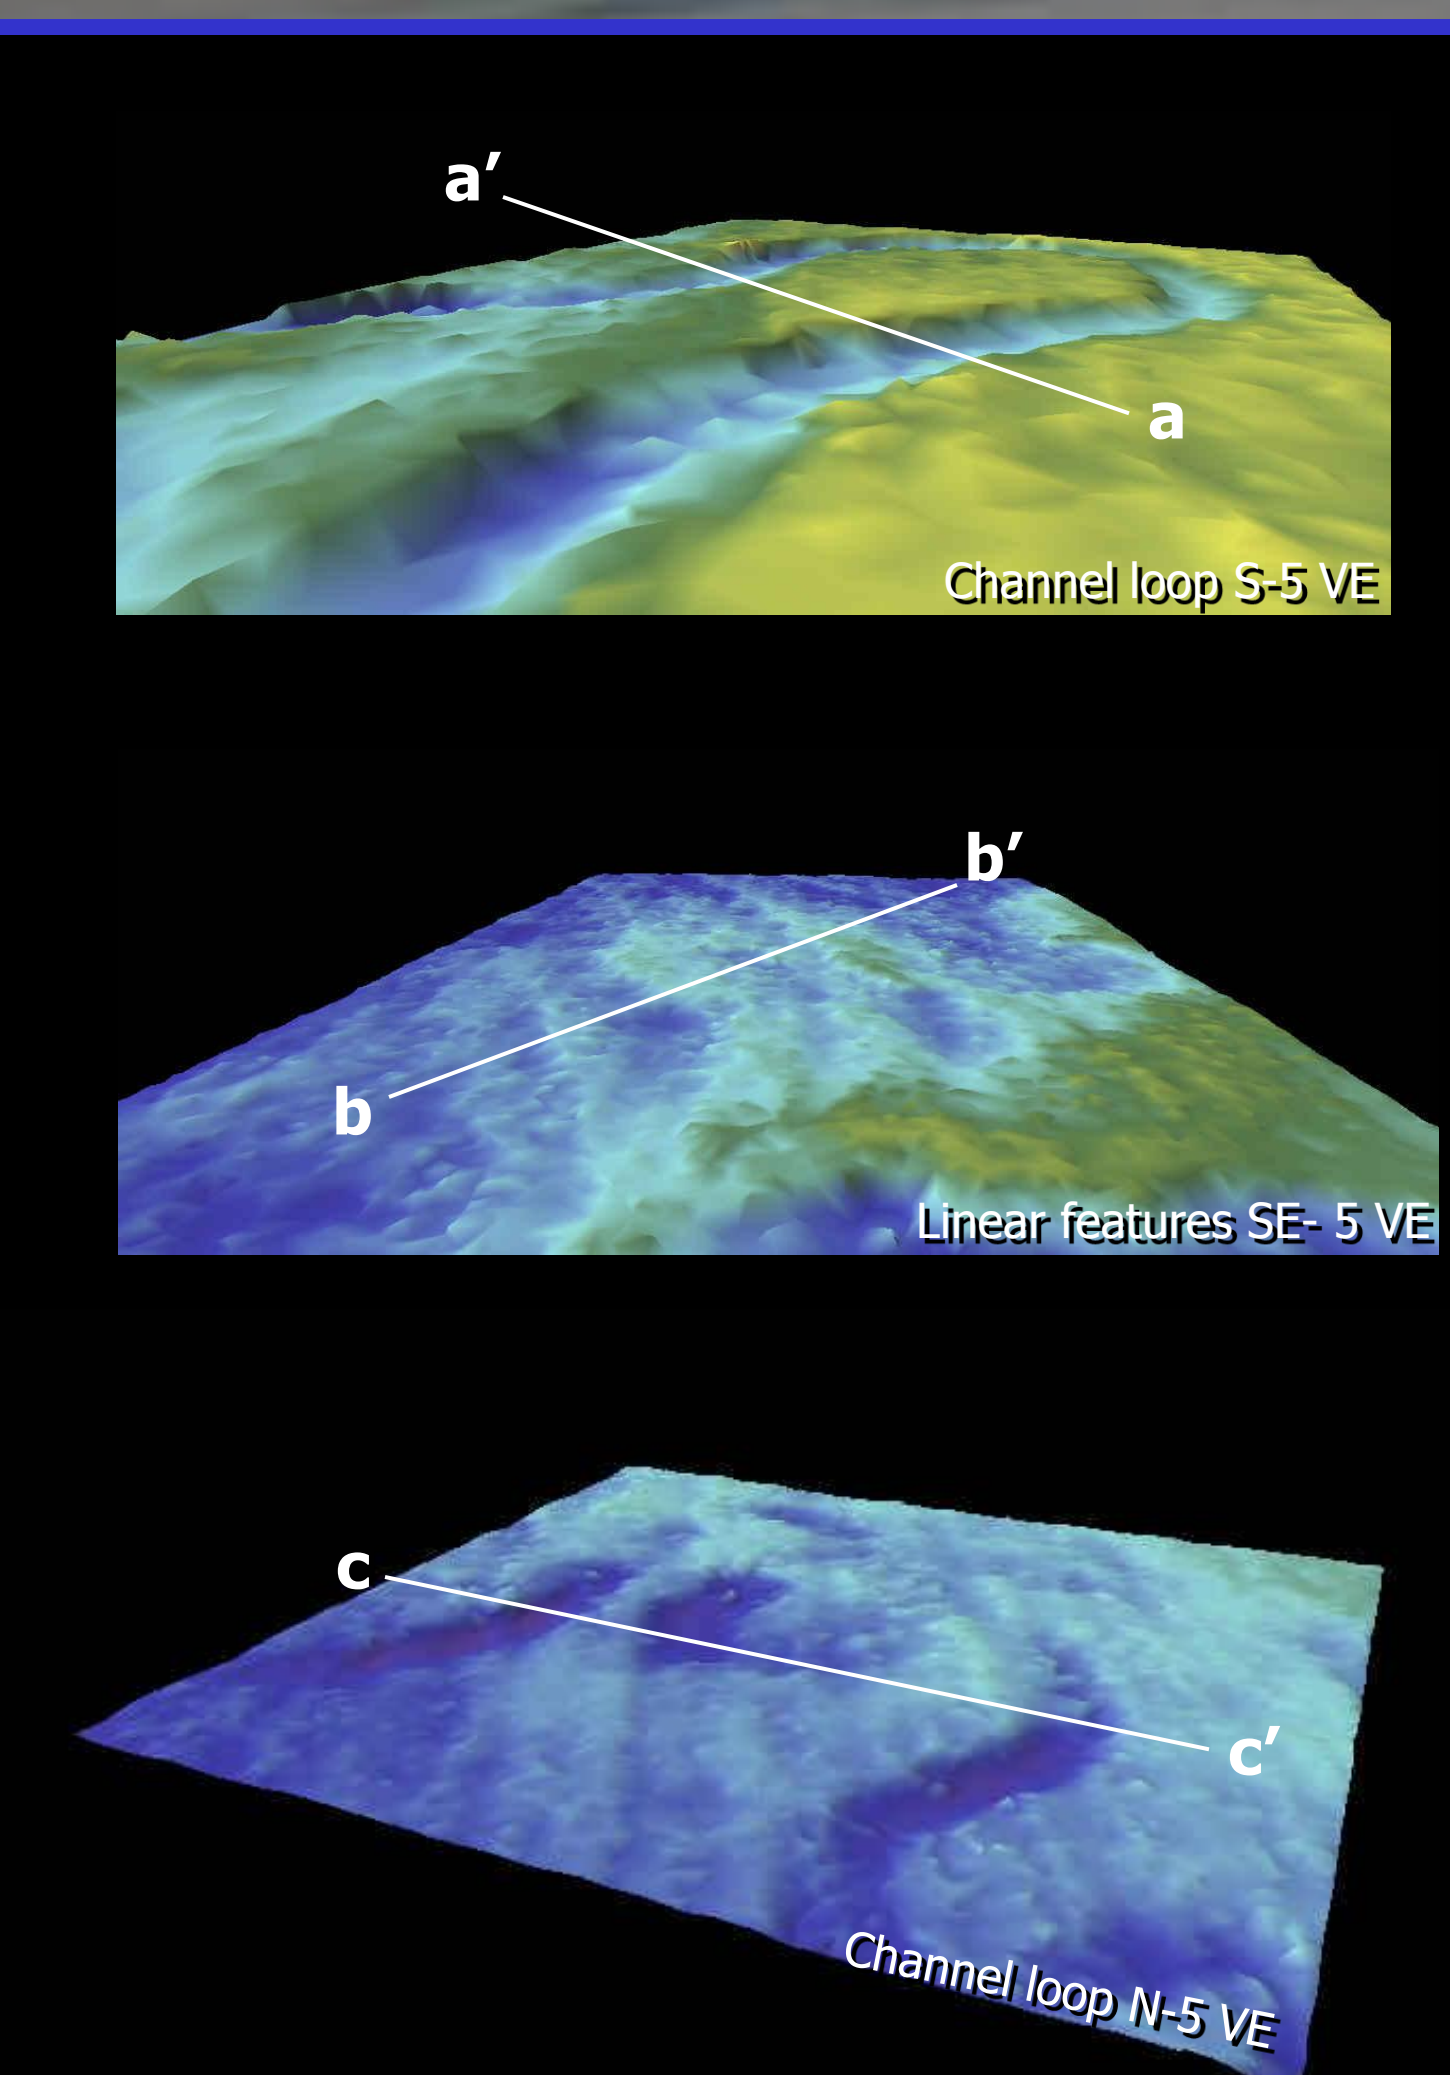 a′
a
Channel loop S-5 VE
b′
b
Linear features SE- 5 VE
c
c′
Channel loop N-5 VE